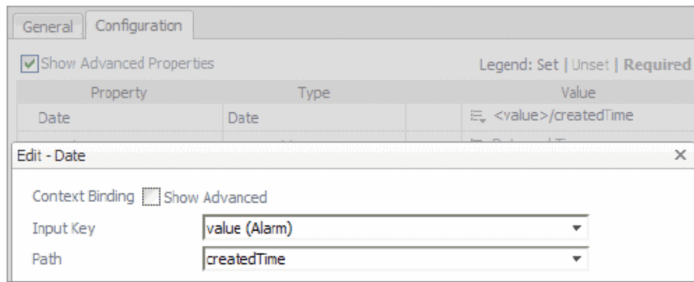 General Configuration
Show Advanced Properties Legend: Set | Unset | Required
Property Type Value
Date Date <value>/createdTime
Edit - Date
Context Binding Show Advanced
Input Key value (Alarm)
Path createdTime